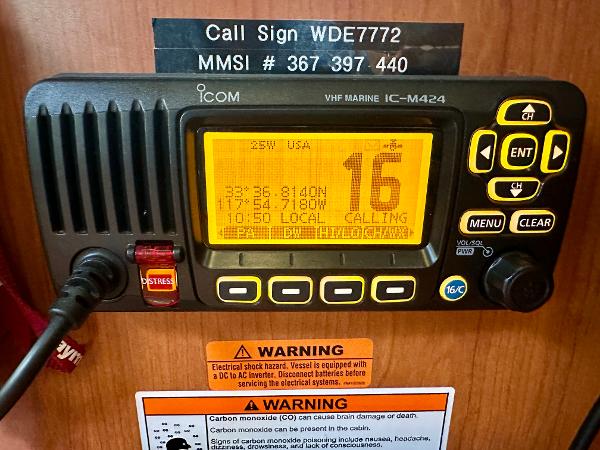 Call Sign WDE7772
MMSI # 367 397 440
ICOM
VHF MARINE IC-M424
25W USA
16
33°36.8140N
117°54.7180W
10:50 LOCAL CALLING
PA DW HI/LO CH/WX
CH
ENT
CH
MENU CLEAR
VOL/SQL
PWR
DISTRESS
16/C
WARNING
Electrical shock hazard. Vessel is equipped with
a DC to AC inverter. Disconnect batteries before
servicing the electrical systems.
WARNING
Carbon monoxide (CO) can cause brain damage or death.
Carbon monoxide can be present in the cabin.
Signs of carbon monoxide poisoning include nausea, headache,
dizziness, drowsiness, and lack of consciousness.